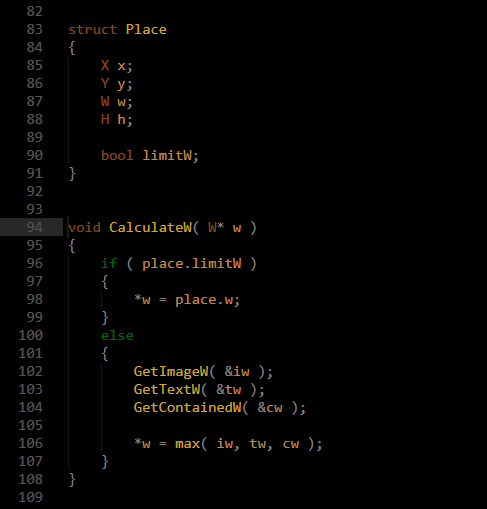 82
83 struct Place
84 {
85     X x;
86     Y y;
87     W w;
88     H h;
89
90     bool limitW;
91 }
92
93
94 void CalculateW( W* w )
95 {
96     if ( place.limitW )
97     {
98         *w = place.w;
99     }
100     else
101     {
102         GetImageW( &iw );
103         GetTextW( &tw );
104         GetContainedW( &cw );
105
106         *w = max( iw, tw, cw );
107     }
108 }
109